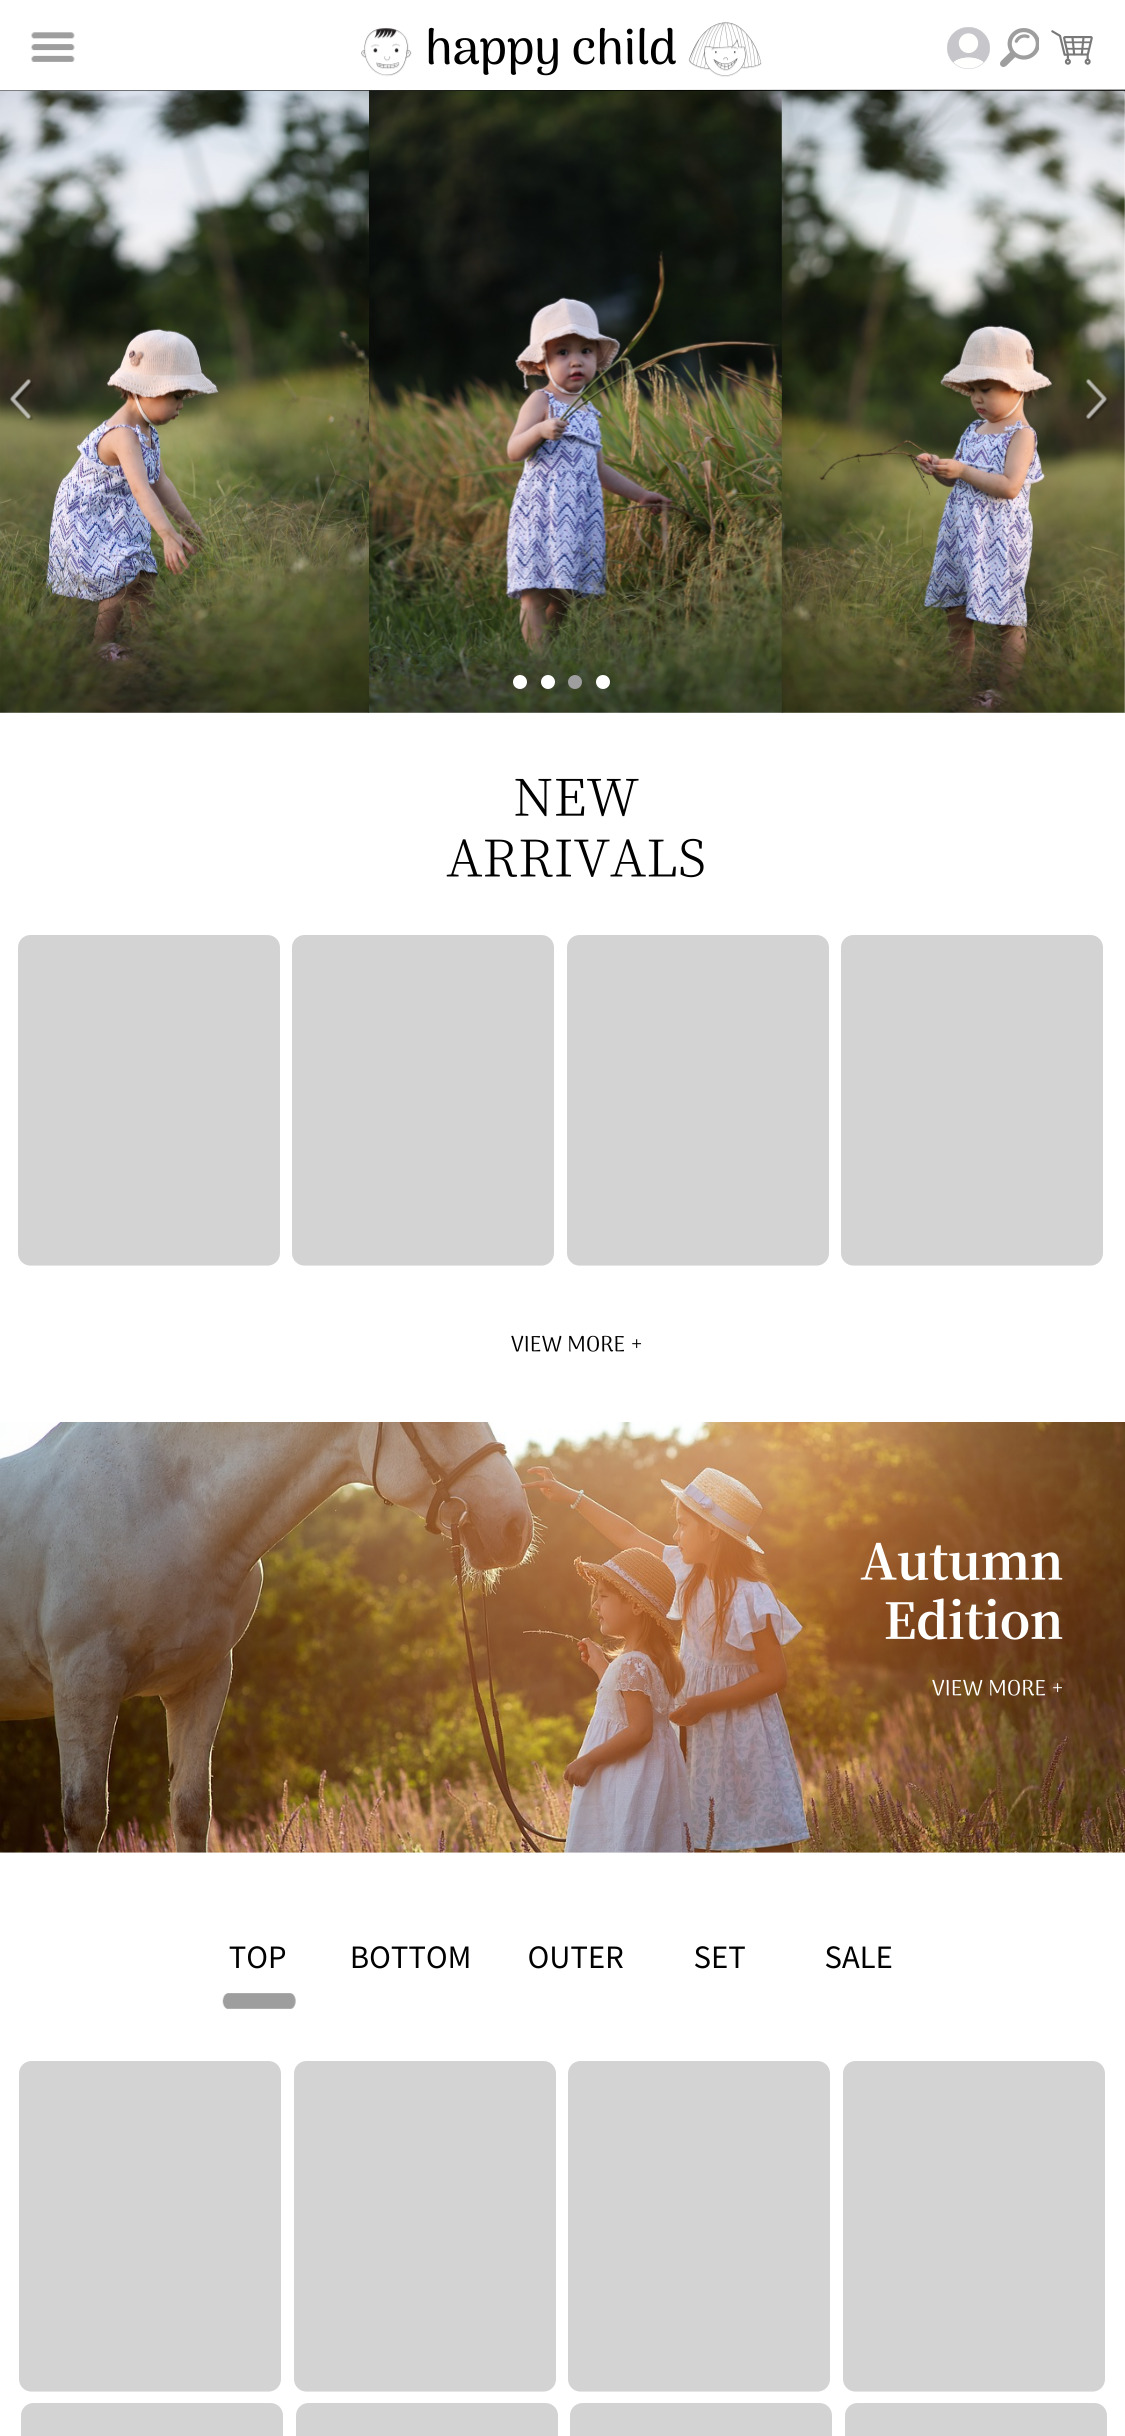 happy child
NEW
ARRIVALS
VIEW MORE +
Autumn
Edition
VIEW MORE +
TOP BOTTOM OUTER SET SALE